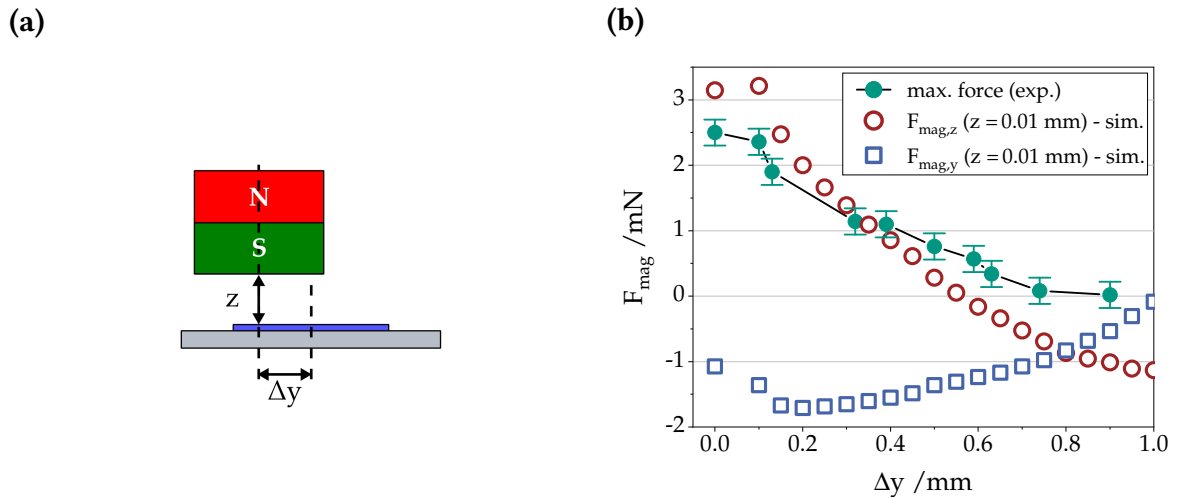 (a)
N
S
z
Δy
(b)
max. force (exp.)
F_mag,z (z = 0.01 mm) - sim.
F_mag,y (z = 0.01 mm) - sim.
F_mag /mN
3
2
1
0
-1
-2
0.0 0.2 0.4 0.6 0.8 1.0
Δy /mm